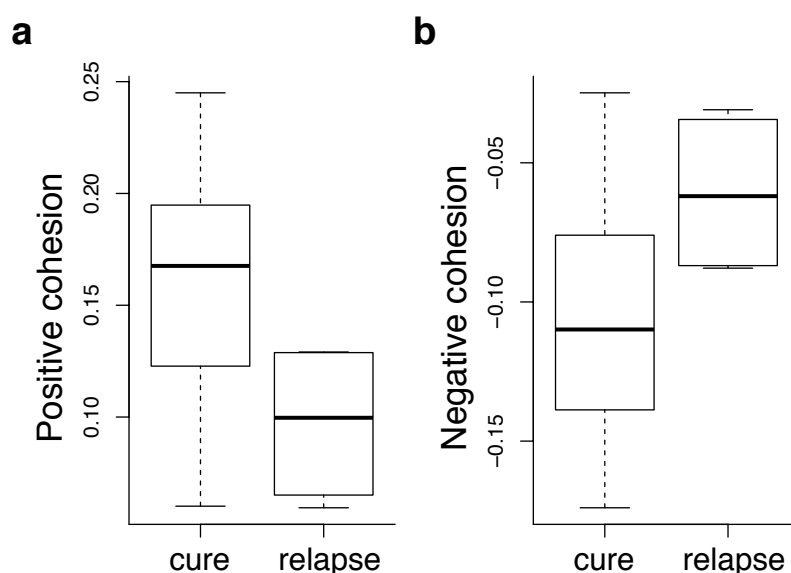 a
Positive cohesion
0.25
0.20
0.15
0.10
cure
relapse
b
Negative cohesion
−0.05
−0.10
−0.15
cure
relapse